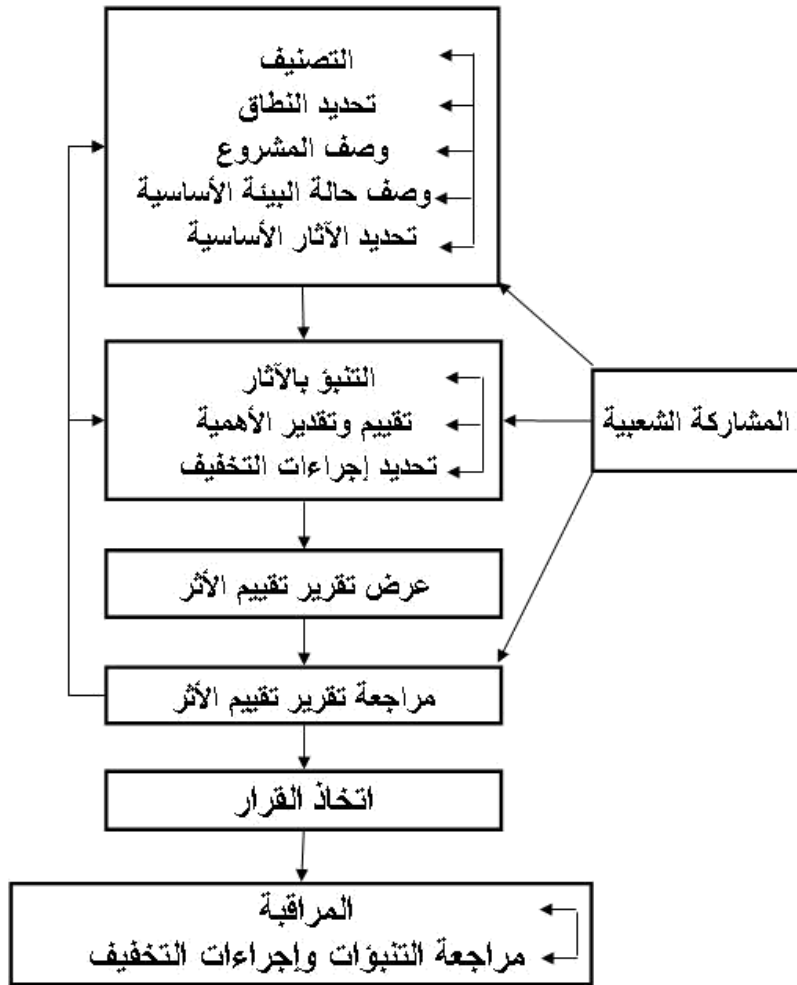 التصنيف
تحديد النطاق
وصف المشروع
وصف حالة البيئة الأساسية
تحديد الآثار الأساسية
التنبؤ بالآثار
تقييم وتقدير الأهمية
تحديد إجراءات التخفيف
المشاركة الشعبية
عرض تقرير تقييم الأثر
مراجعة تقرير تقييم الأثر
اتخاذ القرار
المراقبة
مراجعة التنبؤات وإجراءات التخفيف